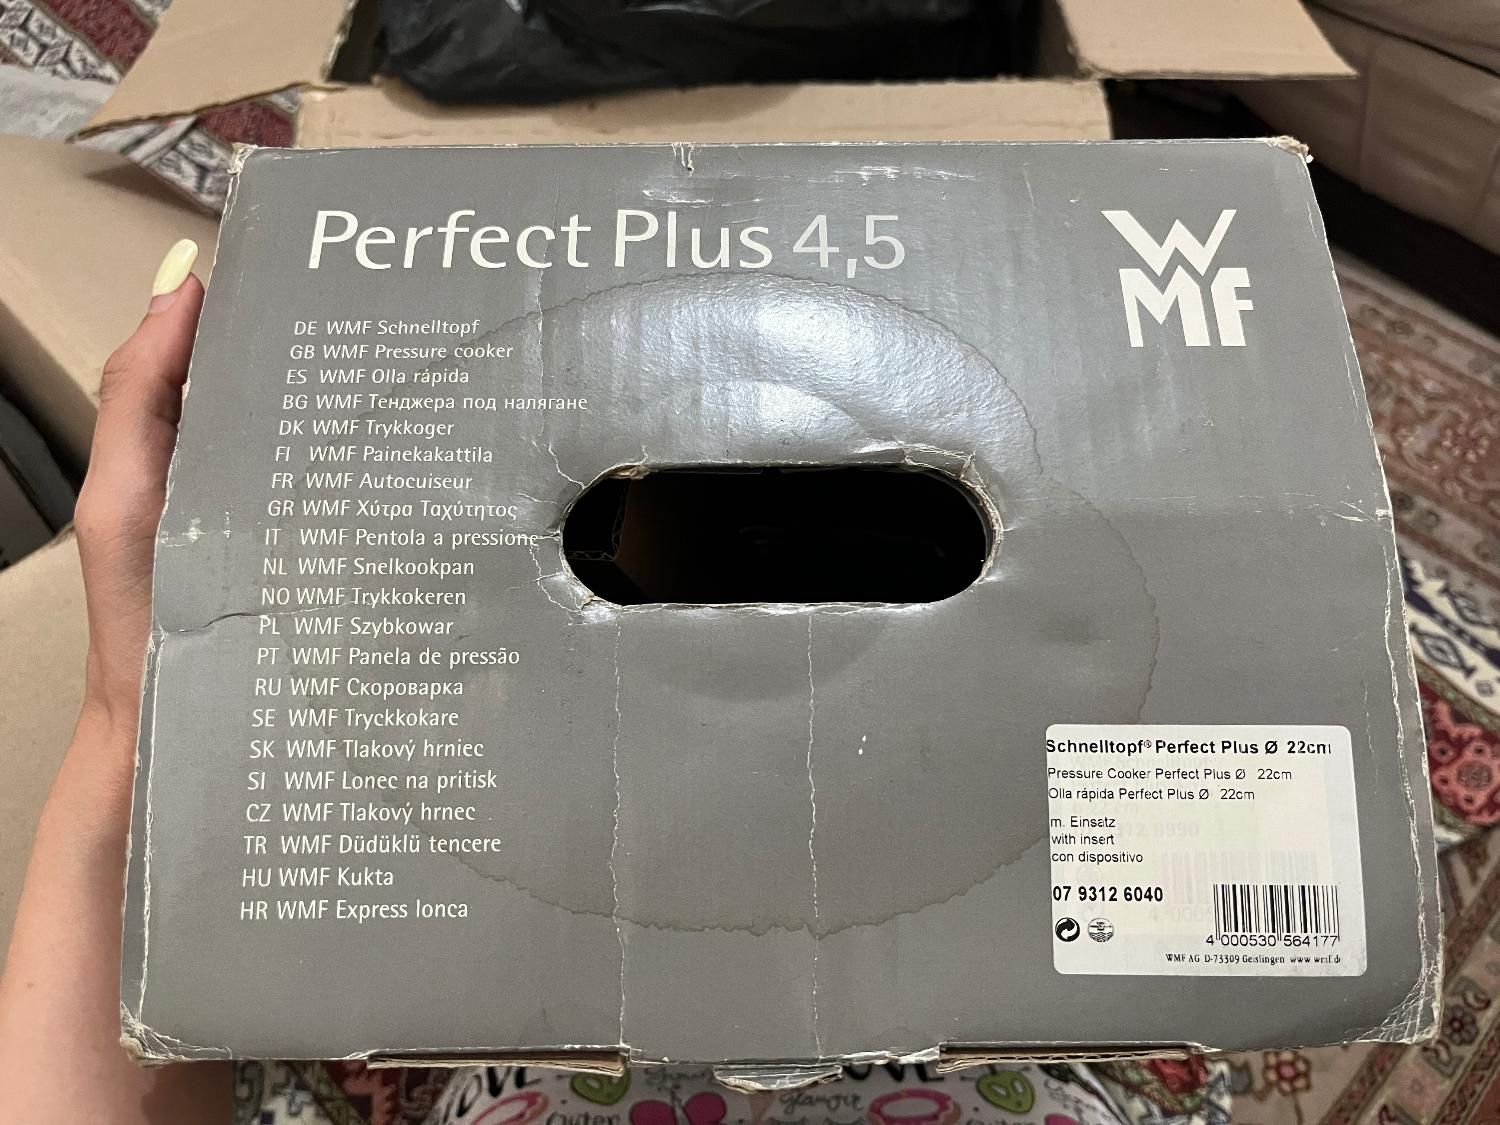 Perfect Plus 4,5
WMF
DE WMF Schnelltopf
GB WMF Pressure cooker
ES WMF Olla rápida
BG WMF Тенджера под налягане
DK WMF Trykkoger
FI WMF Painekakattila
FR WMF Autocuiseur
GR WMF Χύτρα Ταχύτητος
IT WMF Pentola a pressione
NL WMF Snelkookpan
NO WMF Trykkokeren
PL WMF Szybkowar
PT WMF Panela de pressão
RU WMF Скороварка
SE WMF Tryckkokare
SK WMF Tlakový hrniec
SI WMF Lonec na pritisk
CZ WMF Tlakový hrnec
TR WMF Düdüklü tencere
HU WMF Kukta
HR WMF Express lonca
Schnelltopf® Perfect Plus Ø 22cm
Pressure Cooker Perfect Plus Ø 22cm
Olla rápida Perfect Plus Ø 22cm
m. Einsatz
with insert
con dispositivo
07 9312 6040
4 000530 564177
WMF AG D-73309 Geislingen www.wmf.de
glamour